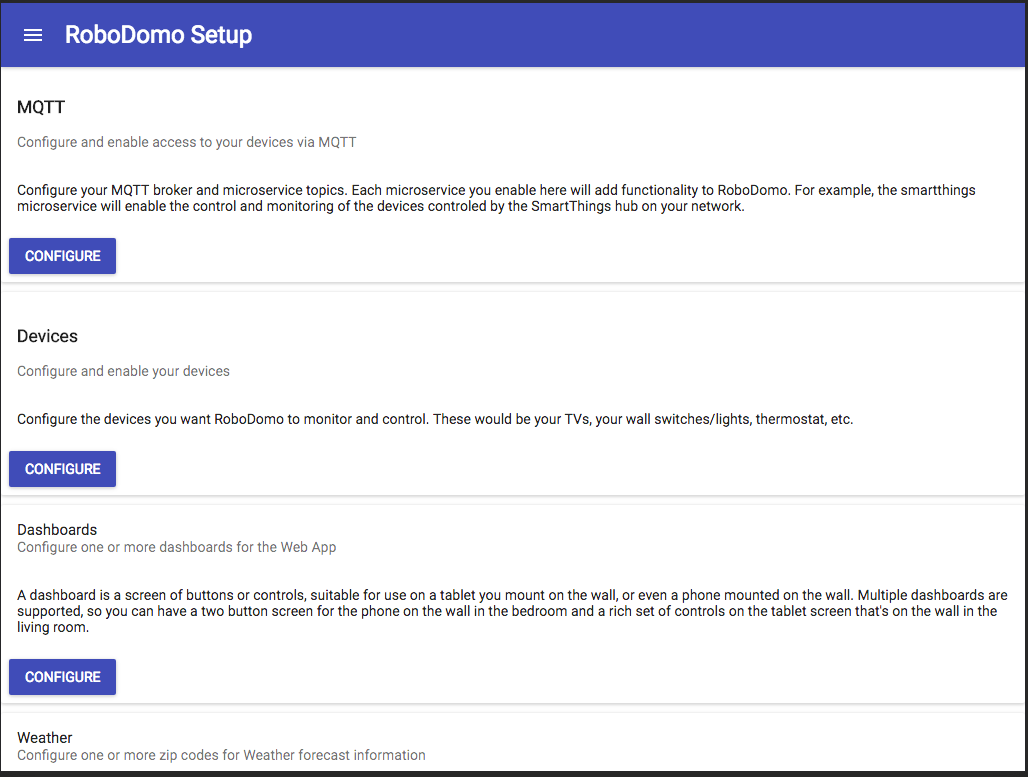 RoboDomo Setup
MQTT
Configure and enable access to your devices via MQTT
Configure your MQTT broker and microservice topics. Each microservice you enable here will add functionality to RoboDomo. For example, the smartthings
microservice will enable the control and monitoring of the devices controled by the SmartThings hub on your network.
CONFIGURE
Devices
Configure and enable your devices
Configure the devices you want RoboDomo to monitor and control. These would be your TVs, your wall switches/lights, thermostat, etc.
CONFIGURE
Dashboards
Configure one or more dashboards for the Web App
A dashboard is a screen of buttons or controls, suitable for use on a tablet you mount on the wall, or even a phone mounted on the wall. Multiple dashboards are
supported, so you can have a two button screen for the phone on the wall in the bedroom and a rich set of controls on the tablet screen that's on the wall in the
living room.
CONFIGURE
Weather
Configure one or more zip codes for Weather forecast information